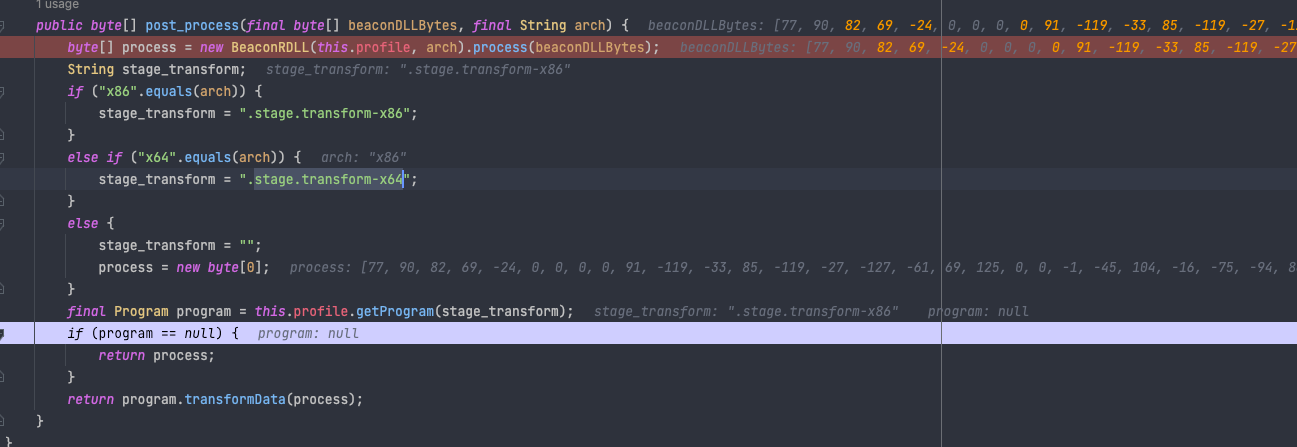 1 usage
public byte[] post_process(final byte[] beaconDLLBytes, final String arch) { beaconDLLBytes: [77, 90, 82, 69, -24, 0, 0, 0, 0, 91, -119, -33, 85, -119, -27, -12
byte[] process = new BeaconRDLL(this.profile, arch).process(beaconDLLBytes); beaconDLLBytes: [77, 90, 82, 69, -24, 0, 0, 0, 0, 91, -119, -33, 85, -119, -27
String stage_transform; stage_transform: ".stage.transform-x86"
if ("x86".equals(arch)) {
stage_transform = ".stage.transform-x86";
}
else if ("x64".equals(arch)) { arch: "x86"
stage_transform = ".stage.transform-x64";
}
else {
stage_transform = "";
process = new byte[0]; process: [77, 90, 82, 69, -24, 0, 0, 0, 0, 91, -119, -33, 85, -119, -27, -127, -61, 69, 125, 0, 0, -1, -45, 104, -16, -75, -94, 8
}
final Program program = this.profile.getProgram(stage_transform); stage_transform: ".stage.transform-x86" program: null
if (program == null) { program: null
return process;
}
return program.transformData(process);
}
}